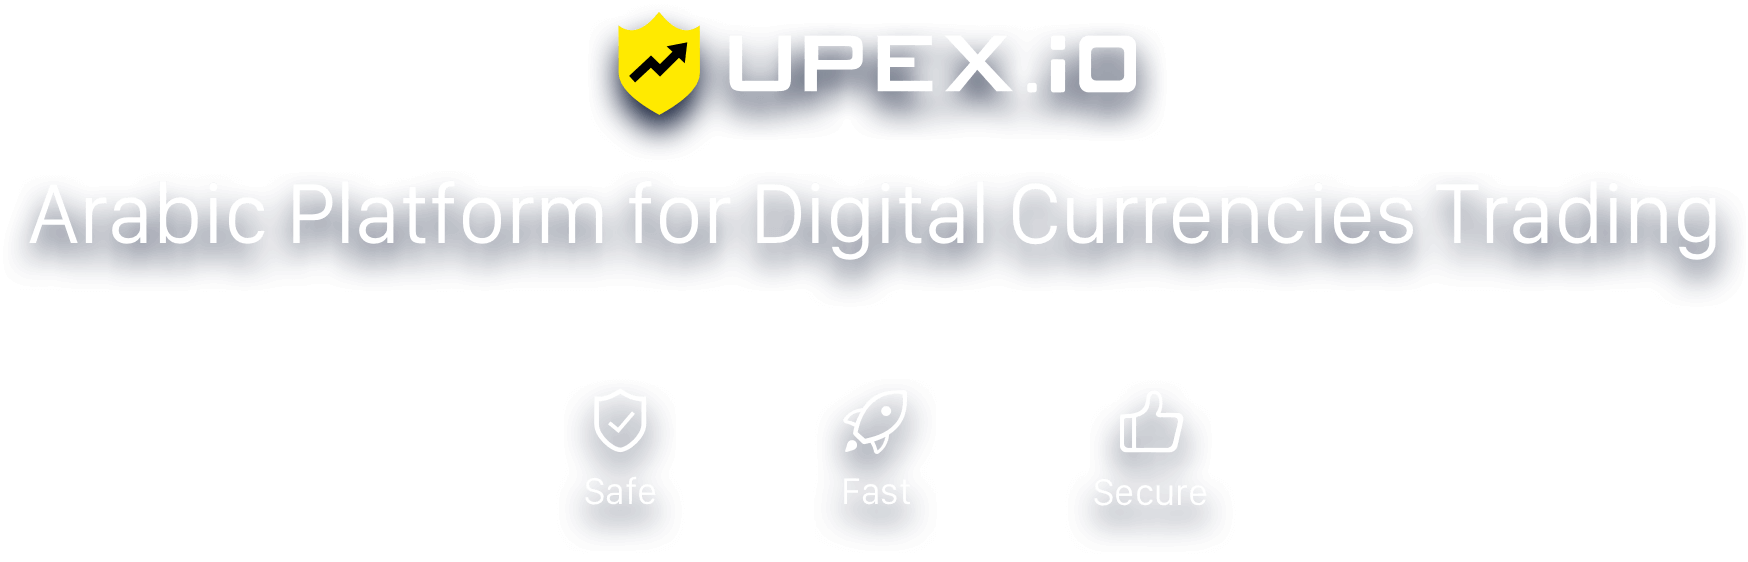 UPEX.io
Arabic Platform for Digital Currencies Trading
Safe Fast Secure